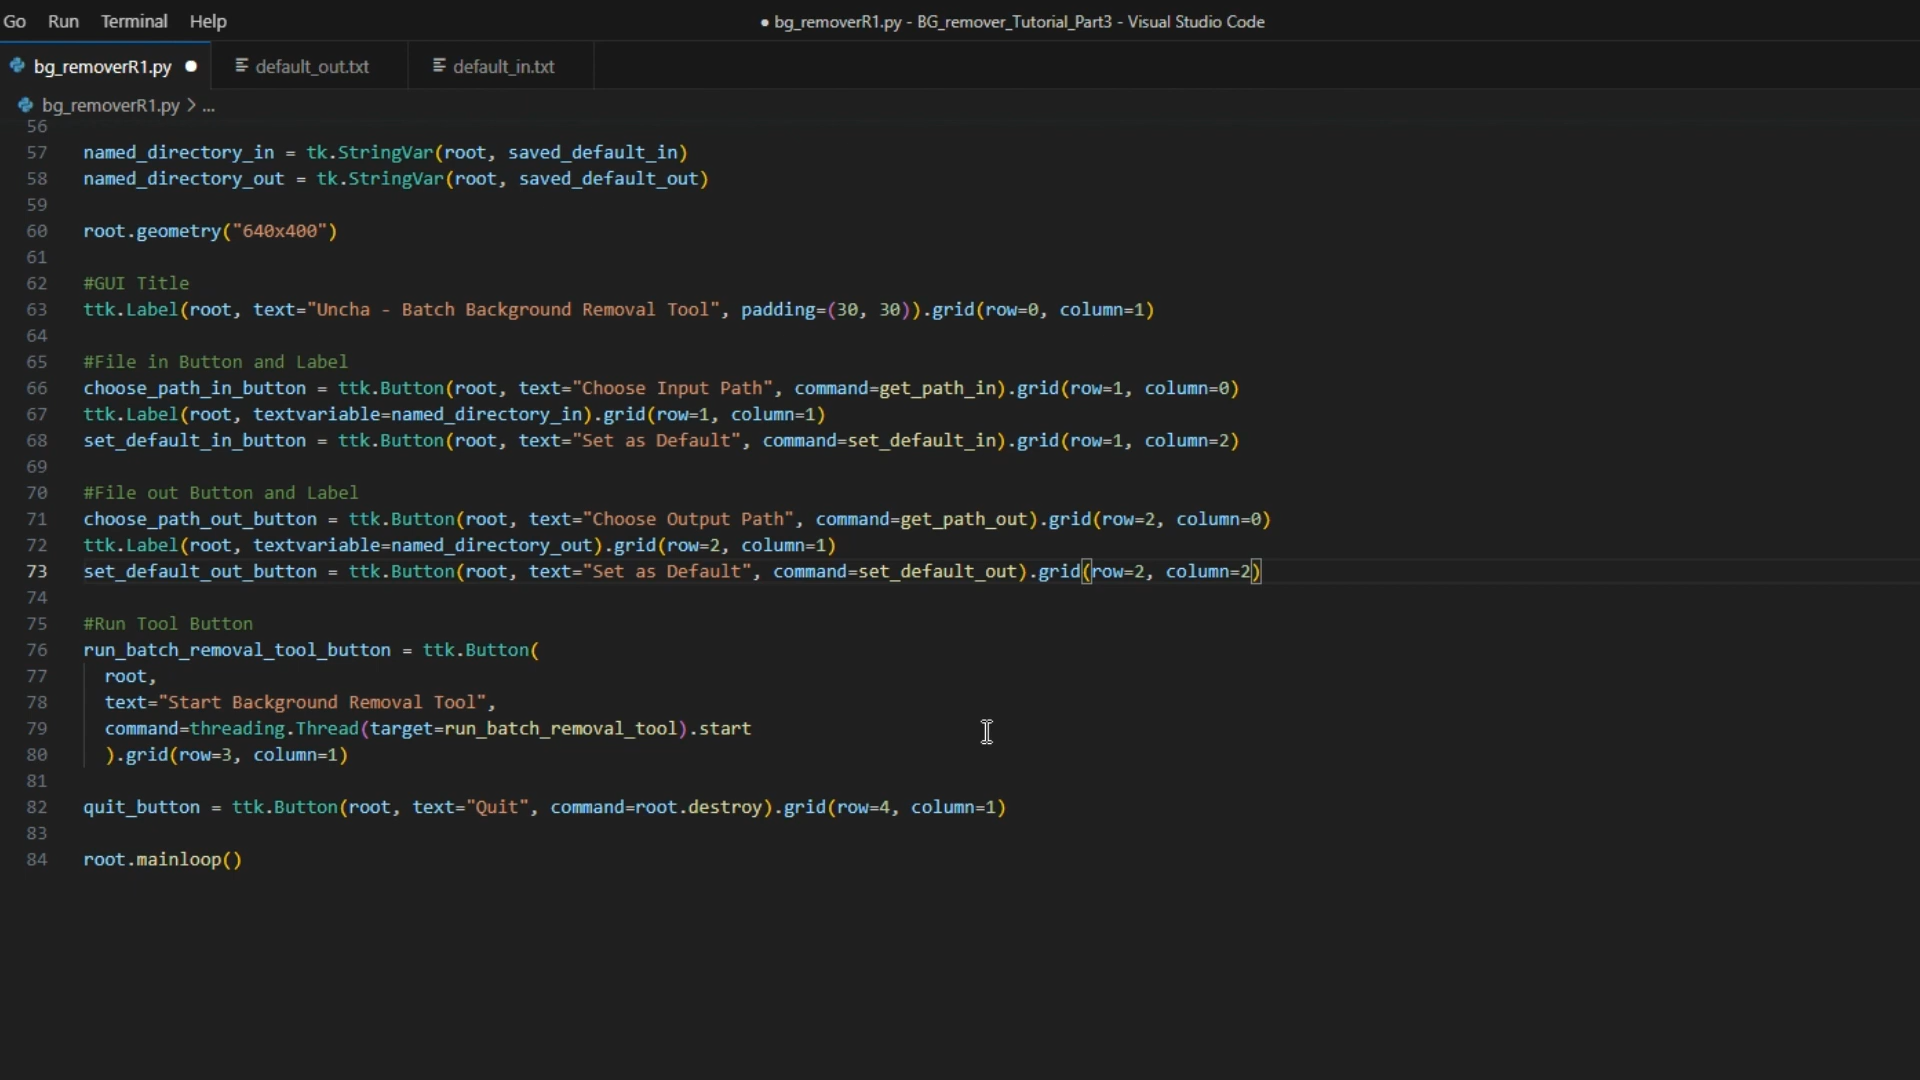 Go Run Terminal Help ● bg_removerR1.py - BG_remover_Tutorial_Part3 - Visual Studio Code
bg_removerR1.py ● default_out.txt default_in.txt
bg_removerR1.py > ...
56
57 named_directory_in = tk.StringVar(root, saved_default_in)
58 named_directory_out = tk.StringVar(root, saved_default_out)
59
60 root.geometry("640x400")
61
62 #GUI Title
63 ttk.Label(root, text="Uncha - Batch Background Removal Tool", padding=(30, 30)).grid(row=0, column=1)
64
65 #File in Button and Label
66 choose_path_in_button = ttk.Button(root, text="Choose Input Path", command=get_path_in).grid(row=1, column=0)
67 ttk.Label(root, textvariable=named_directory_in).grid(row=1, column=1)
68 set_default_in_button = ttk.Button(root, text="Set as Default", command=set_default_in).grid(row=1, column=2)
69
70 #File out Button and Label
71 choose_path_out_button = ttk.Button(root, text="Choose Output Path", command=get_path_out).grid(row=2, column=0)
72 ttk.Label(root, textvariable=named_directory_out).grid(row=2, column=1)
73 set_default_out_button = ttk.Button(root, text="Set as Default", command=set_default_out).grid(row=2, column=2)
74
75 #Run Tool Button
76 run_batch_removal_tool_button = ttk.Button(
77 root,
78 text="Start Background Removal Tool",
79 command=threading.Thread(target=run_batch_removal_tool).start
80 ).grid(row=3, column=1)
81
82 quit_button = ttk.Button(root, text="Quit", command=root.destroy).grid(row=4, column=1)
83
84 root.mainloop()